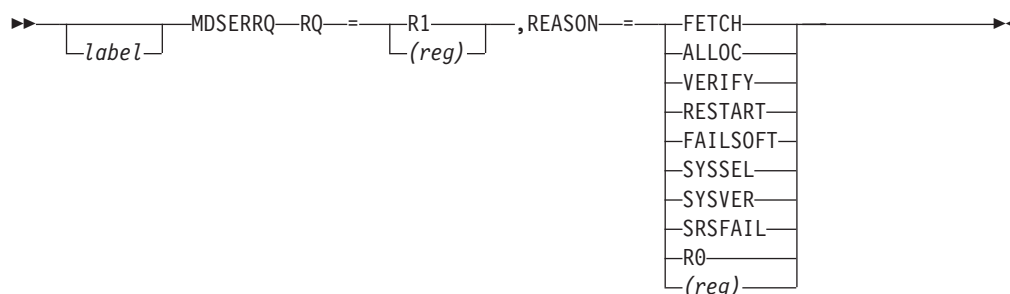 MDSERRQ RQ = R1 ,REASON = FETCH
label (reg) ALLOC
VERIFY
RESTART
FAILSOFT
SYSSEL
SYSVER
SRSFAIL
R0
(reg)